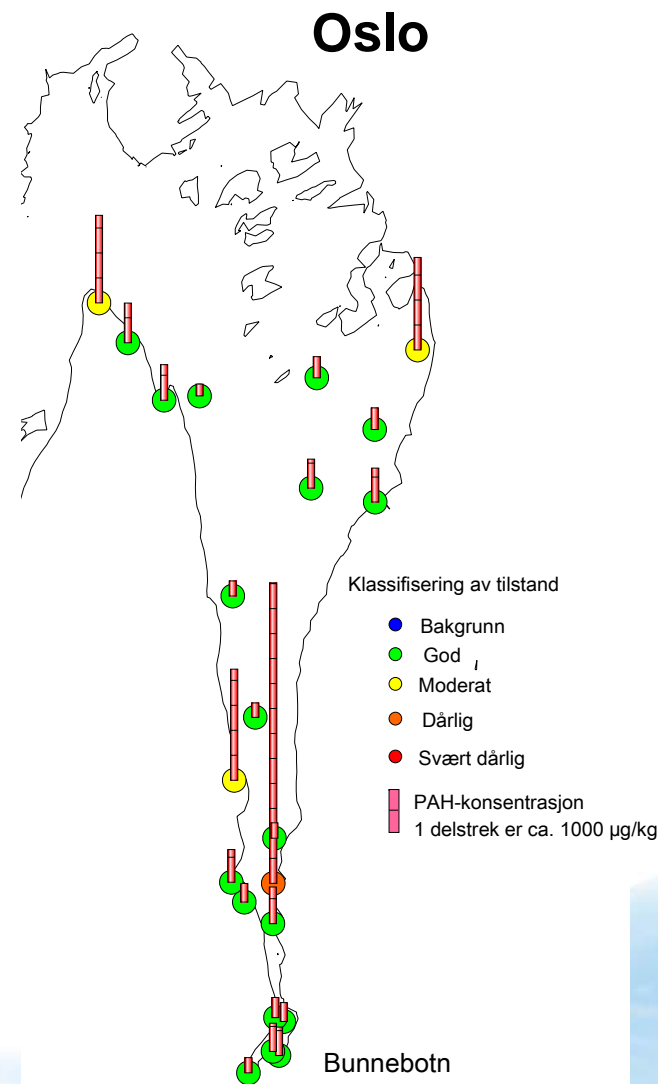 Oslo
Klassifisering av tilstand
Bakgrunn
God
Moderat
Dårlig
Svært dårlig
PAH-konsentrasjon
1 delstrek er ca. 1000 µg/kg
Bunnebotn